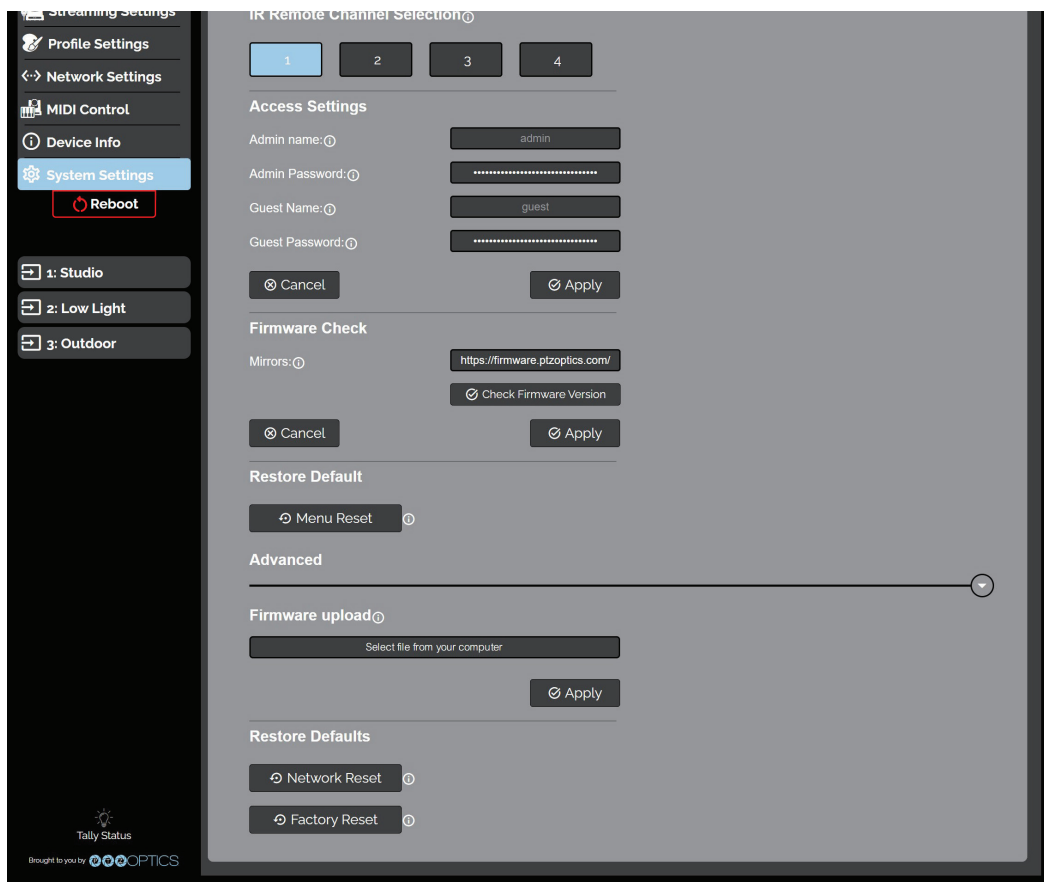 Streaming Settings
Profile Settings
Network Settings
MIDI Control
Device Info
System Settings
Reboot
1: Studio
2: Low Light
3: Outdoor
Tally Status
Brought to you by PTZOPTICS
IR Remote Channel Selection
1 2 3 4
Access Settings
Admin name: admin
Admin Password: ••••••••••••••••••••••••••••••••
Guest Name: guest
Guest Password: ••••••••••••••••••••••••••••••••
Cancel Apply
Firmware Check
Mirrors: https://firmware.ptzoptics.com/
Check Firmware Version
Cancel Apply
Restore Default
Menu Reset
Advanced
Firmware upload
Select file from your computer
Apply
Restore Defaults
Network Reset
Factory Reset